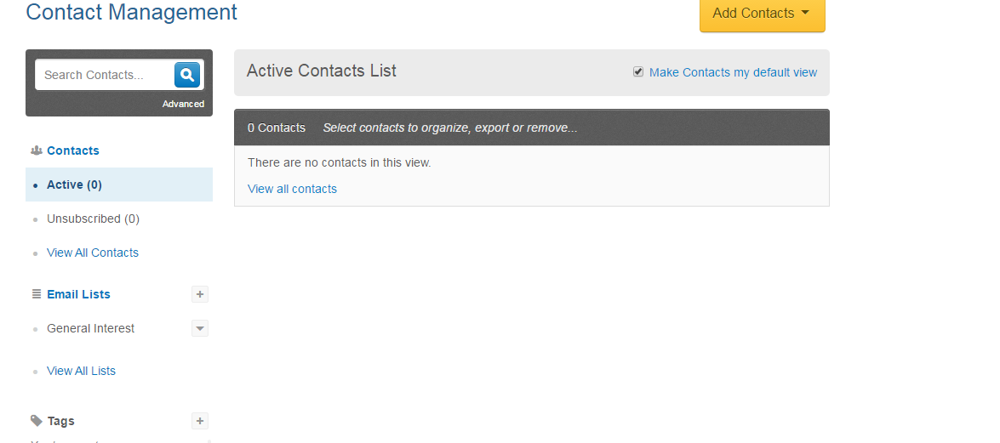 Contact Management
Add Contacts
Search Contacts...
Advanced
Contacts
Active (0)
Unsubscribed (0)
View All Contacts
Email Lists
General Interest
View All Lists
Tags
Active Contacts List
Make Contacts my default view
0 Contacts Select contacts to organize, export or remove...
There are no contacts in this view.
View all contacts